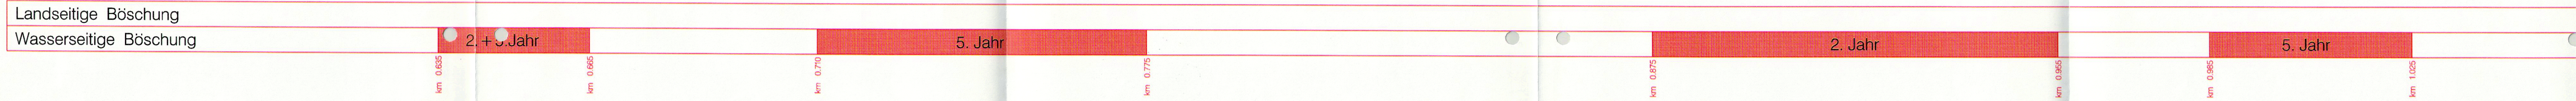 Landseitige Böschung
Wasserseitige Böschung
2. + 5. Jahr
5. Jahr
2. Jahr
5. Jahr
km 0.635
km 0.665
km 0.710
km 0.775
km 0.875
km 0.955
km 0.985
km 1.025